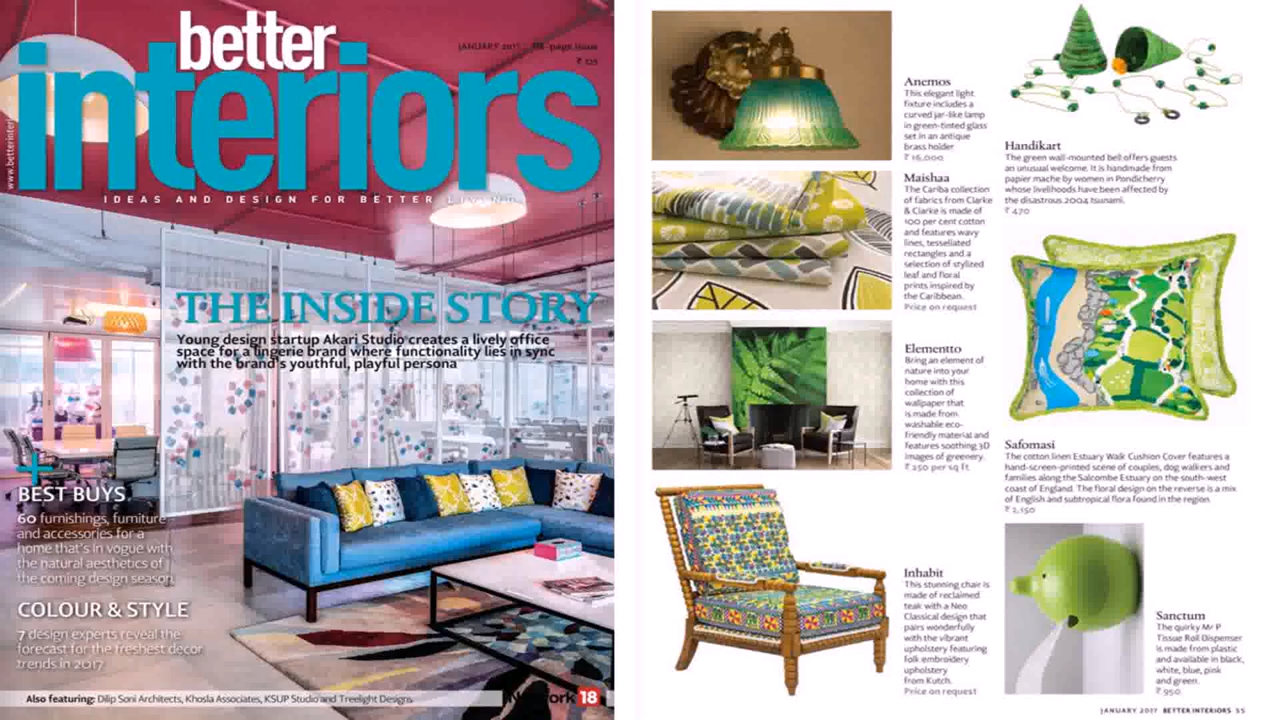 better
interiors
JANUARY 2017
₹ 125
IDEAS AND DESIGN FOR BETTER LIVING
THE INSIDE STORY
Young design startup Akari Studio creates a lively office
space for a lingerie brand where functionality lies in sync
with the brand's youthful, playful persona
+
BEST BUYS
60 furnishings, furniture
and accessories for a
home that's in vogue with
the natural aesthetics of
the coming design season
COLOUR & STYLE
7 design experts reveal the
forecast for the freshest decor
trends in 2017
Also featuring: Dilip Soni Architects, Khosla Associates, KSUP Studio and Treelight Designs
Network 18
Anemos
This elegant light
fixture includes a
curved jar-like lamp
in green-tinted glass
set in an antique
brass holder
₹ 16,000
Maishaa
The Cariba collection
of fabrics from Clarke
& Clarke is made of
100 per cent cotton
and features wavy
lines, tessellated
rectangles and a
selection of stylized
leaf and floral
prints inspired by
the Caribbean.
Price on request
Elementto
Bring an element of
nature into your
home with this
collection of
wallpaper that
is made from
washable eco-
friendly material and
features soothing 3D
images of greenery.
₹ 250 per sq ft
Inhabit
This stunning chair is
made of reclaimed
teak with a Neo
Classical design that
pairs wonderfully
with the vibrant
upholstery featuring
folk embroidery
upholstery
from Kutch.
Price on request
Handikart
The green wall-mounted bell offers guests
an unusual welcome. It is handmade from
papier mache by women in Pondicherry
whose livelihoods have been affected by
the disastrous 2004 tsunami.
₹ 470
Safomasi
The cotton linen Estuary Walk Cushion Cover features a
hand-screen-printed scene of couples, dog walkers and
families along the Salcombe Estuary on the south-west
coast of England. The floral design on the reverse is a mix
of English and subtropical flora found in the region.
₹ 2,150
Sanctum
The quirky Mr P
Tissue Roll Dispenser
is made from plastic
and available in black,
white, blue, pink
and green.
₹ 950
JANUARY 2017 BETTER INTERIORS 55